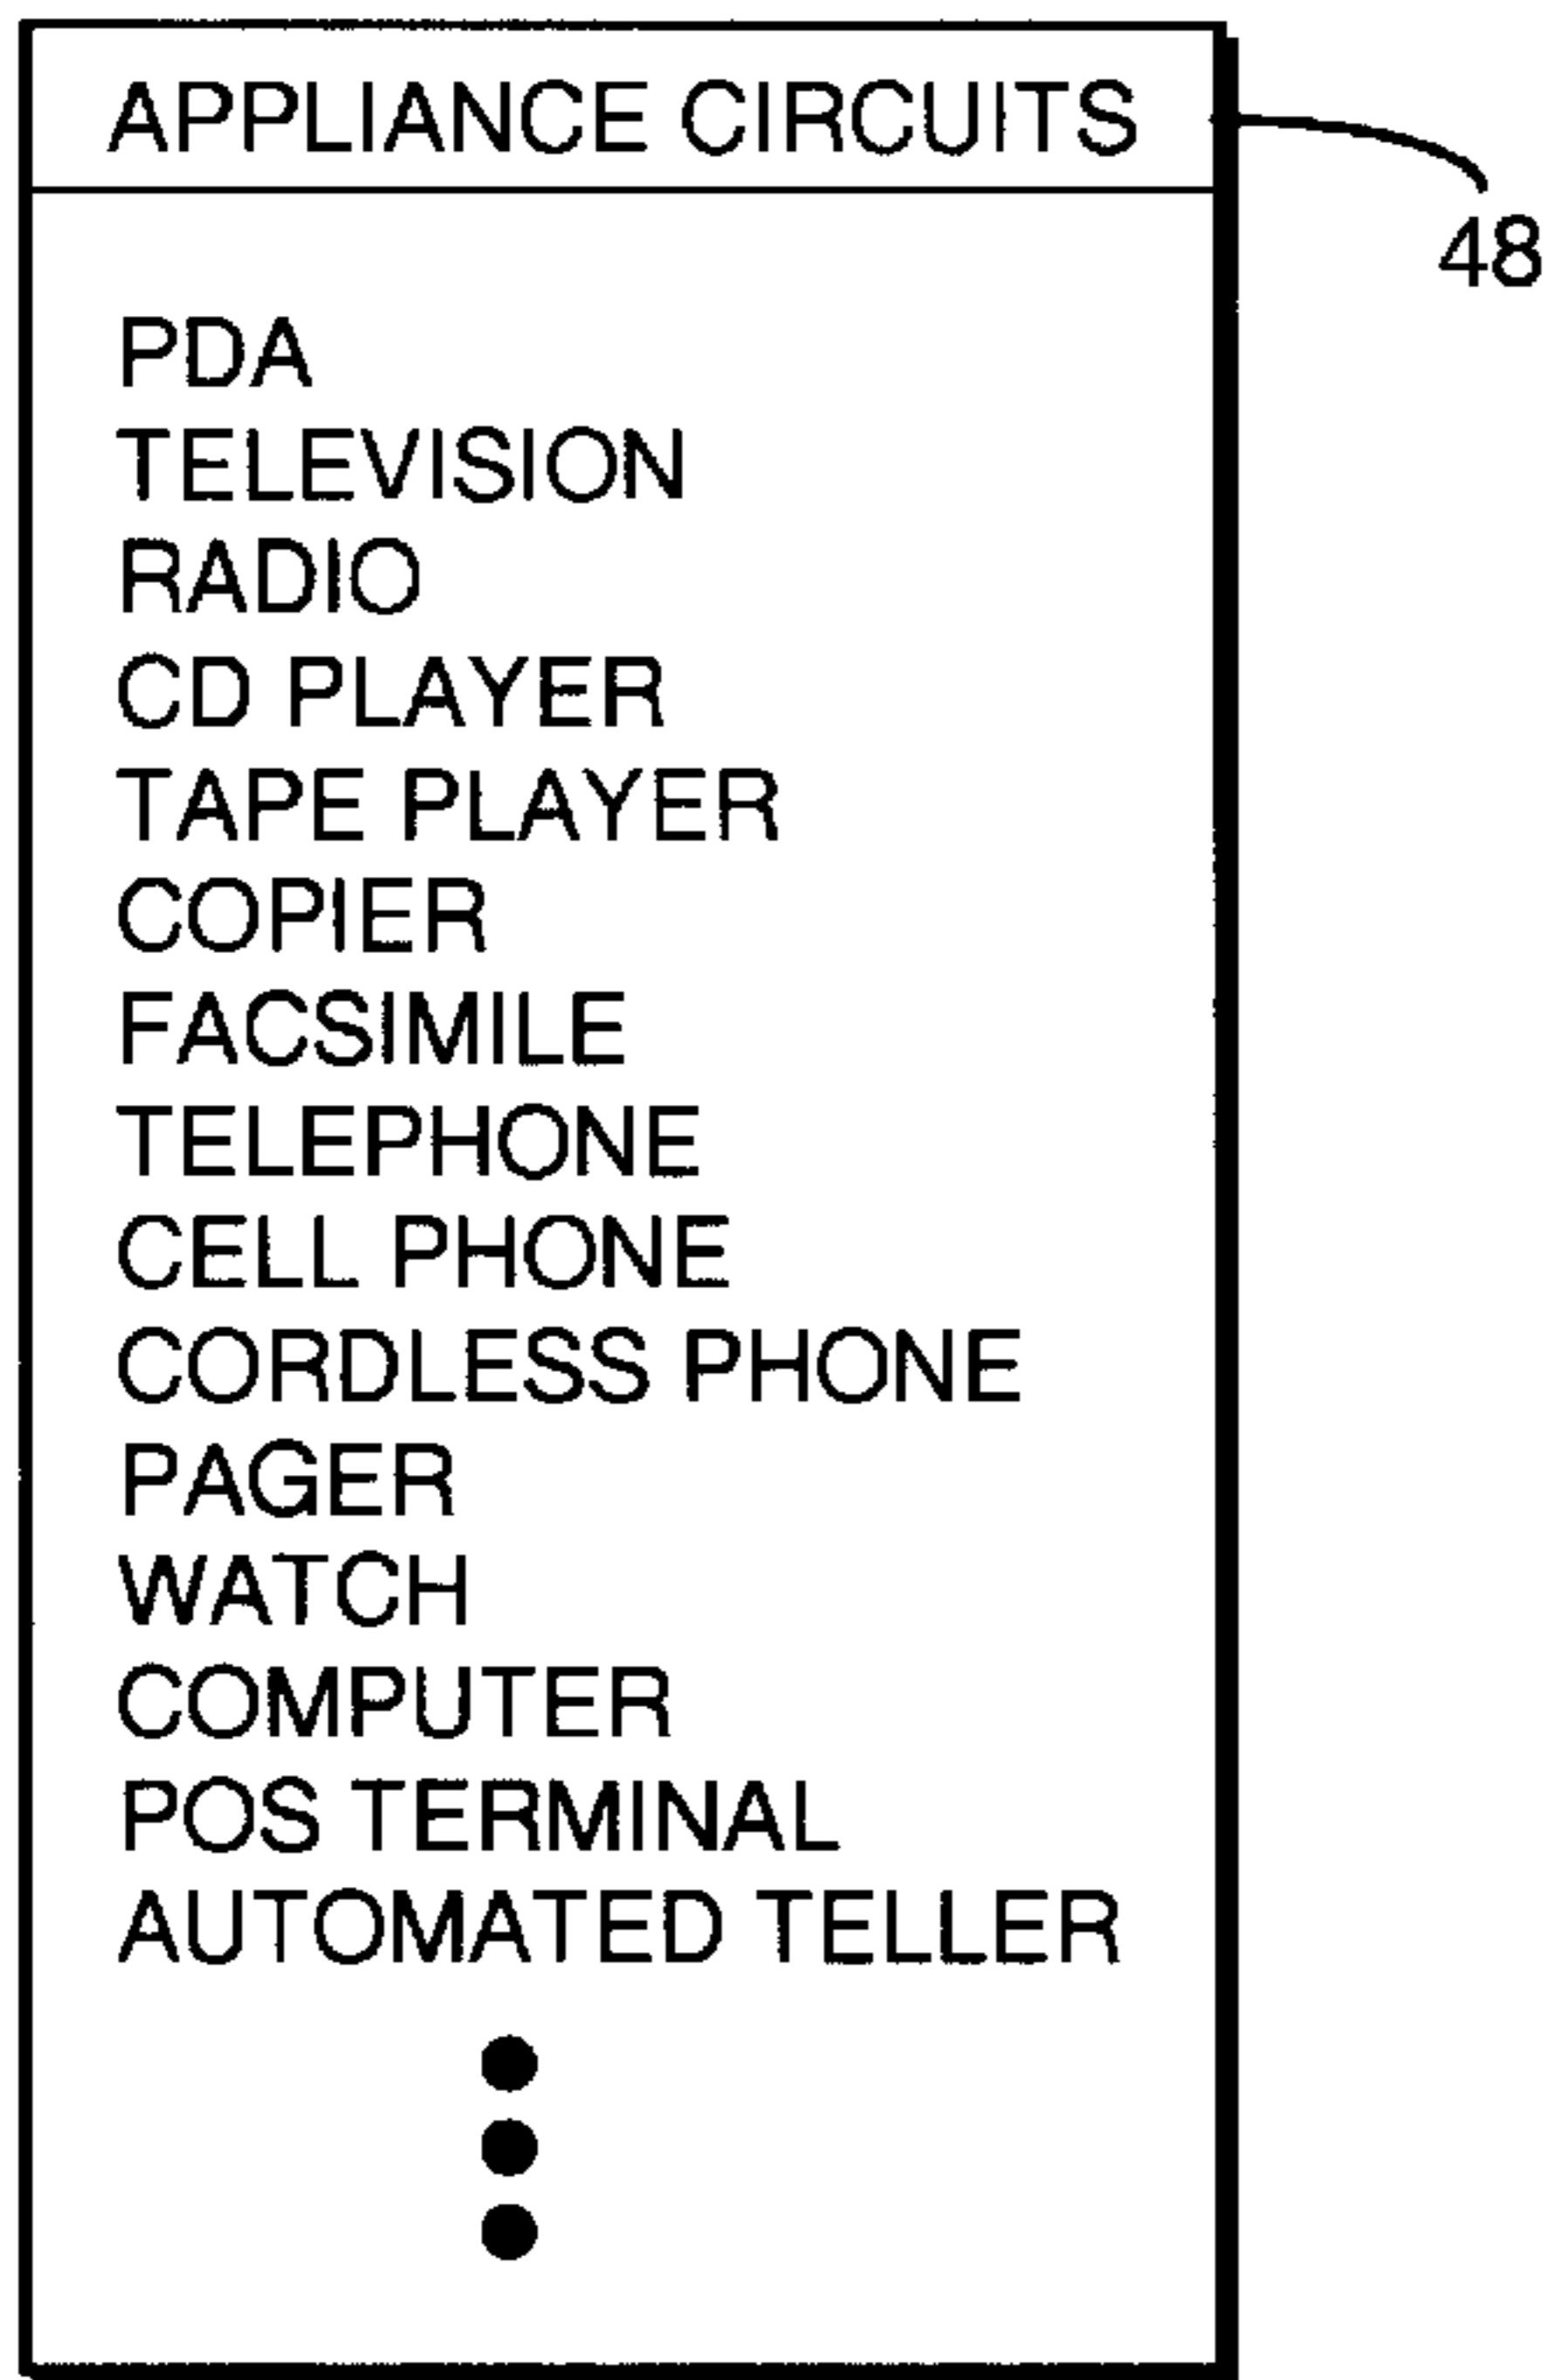 APPLIANCE CIRCUITS
48
PDA
TELEVISION
RADIO
CD PLAYER
TAPE PLAYER
COPIER
FACSIMILE
TELEPHONE
CELL PHONE
CORDLESS PHONE
PAGER
WATCH
COMPUTER
POS TERMINAL
AUTOMATED TELLER